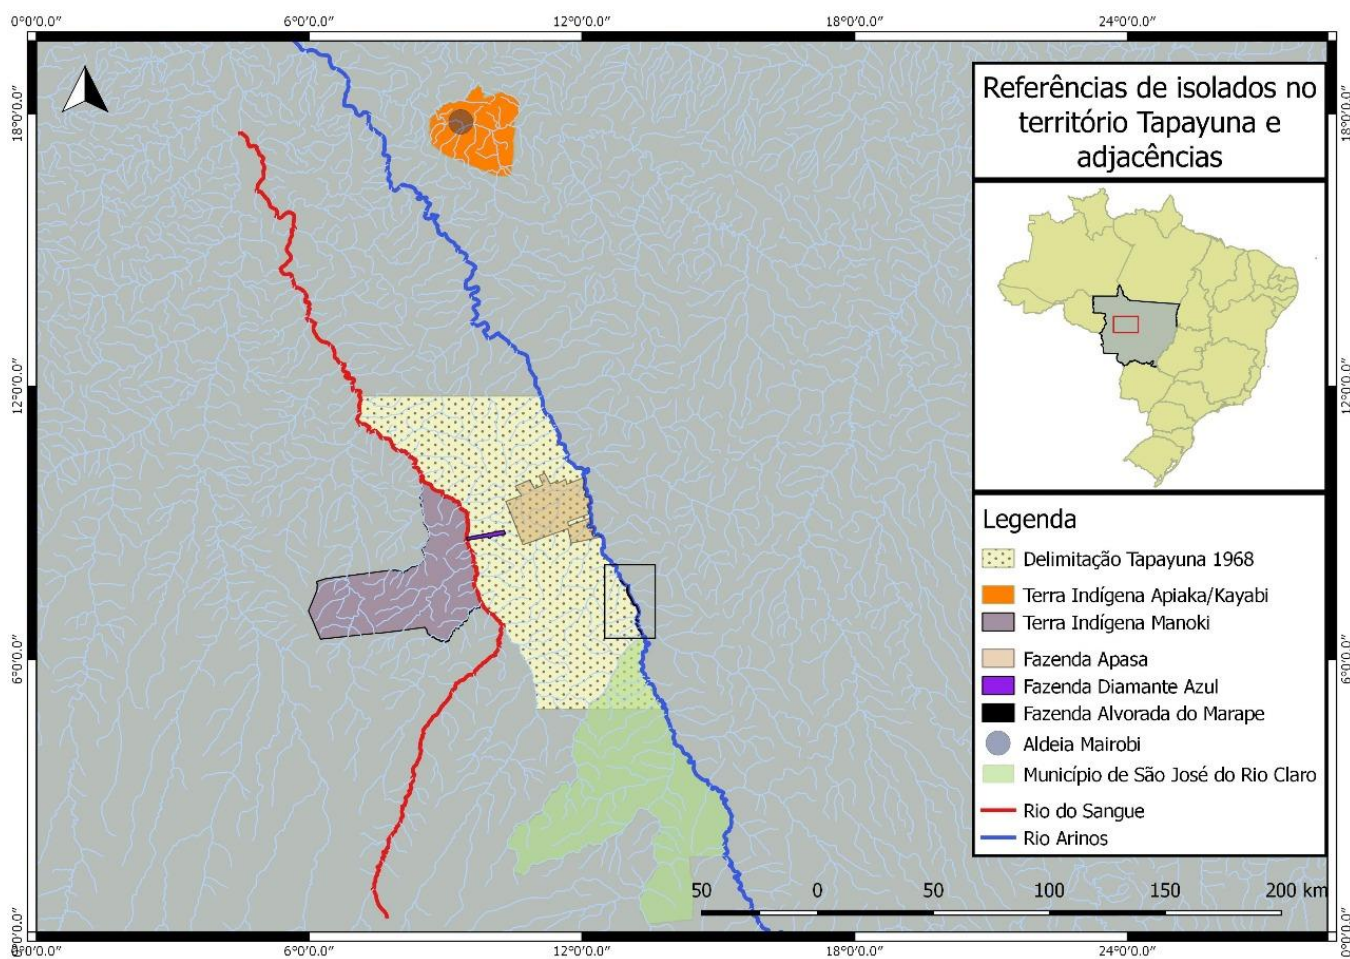 0°0'0.0" 6°0'0.0" 12°0'0.0" 18°0'0.0" 24°0'0.0"
18°0'0.0" 18°0'0.0"
12°0'0.0" 12°0'0.0"
6°0'0.0" 6°0'0.0"
0°0'0.0" 0°0'0.0"
Referências de isolados no
território Tapayuna e
adjacências
Legenda
Delimitação Tapayuna 1968
Terra Indígena Apiaka/Kayabi
Terra Indígena Manoki
Fazenda Apasa
Fazenda Diamante Azul
Fazenda Alvorada do Marape
Aldeia Mairobi
Município de São José do Rio Claro
Rio do Sangue
Rio Arinos
50 0 50 100 150 200 km
0°0'0.0" 6°0'0.0" 12°0'0.0" 18°0'0.0" 24°0'0.0"